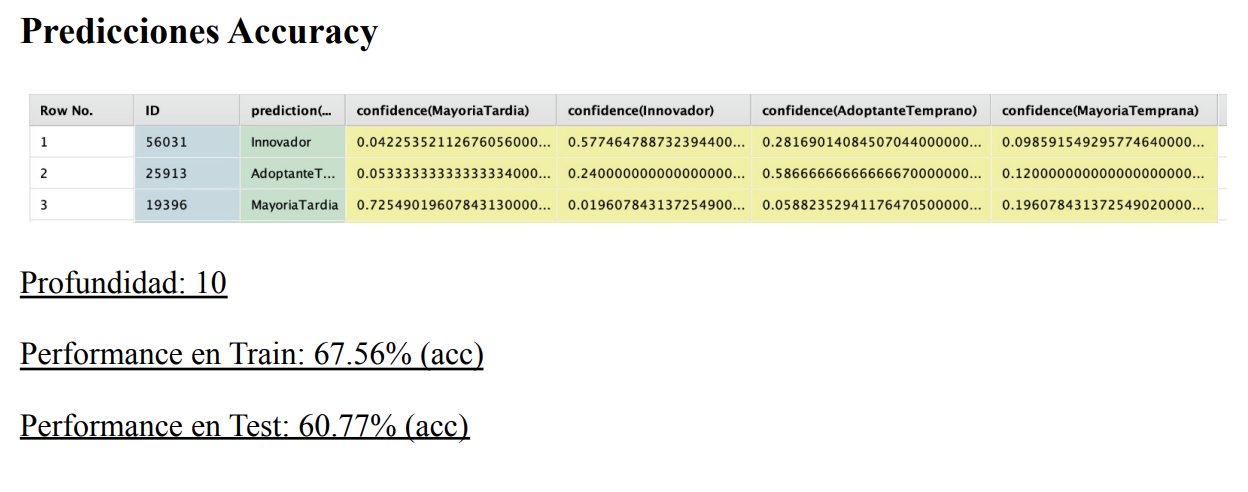 Predicciones Accuracy
Row No. ID prediction(... confidence(MayoriaTardia) confidence(Innovador) confidence(AdoptanteTemprano) confidence(MayoriaTemprana)
1 56031 Innovador 0.04225352112676056000... 0.577464788732394400... 0.28169014084507044000000... 0.098591549295774640000...
2 25913 AdoptanteT... 0.05333333333333334000... 0.240000000000000000... 0.58666666666666670000000... 0.120000000000000000000...
3 19396 MayoriaTardia 0.72549019607843130000... 0.019607843137254900... 0.05882352941176470500000... 0.196078431372549020000...
Profundidad: 10
Performance en Train: 67.56% (acc)
Performance en Test: 60.77% (acc)